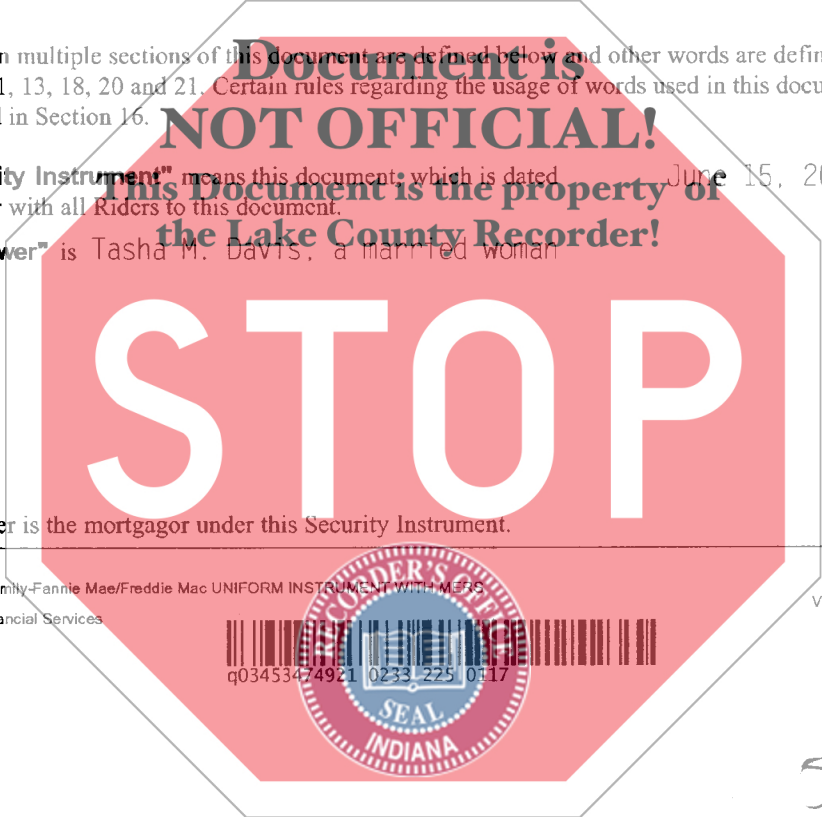 n multiple sections of this document are defined below and other words are defin
1, 13, 18, 20 and 21. Certain rules regarding the usage of words used in this docu
in Section 16.
Document is
NOT OFFICIAL!
This Document is the property of
the Lake County Recorder!
ity Instrument" means this document, which is dated June 15, 20
with all Riders to this document.
wer" is Tasha M. Davis, a married woman
STOP
er is the mortgagor under this Security Instrument.
mily-Fannie Mae/Freddie Mac UNIFORM INSTRUMENT WITH MERS
ancial Services
V
q03453474921 0233 225 0117
RECORDER'S OFFICE
SEAL
INDIANA